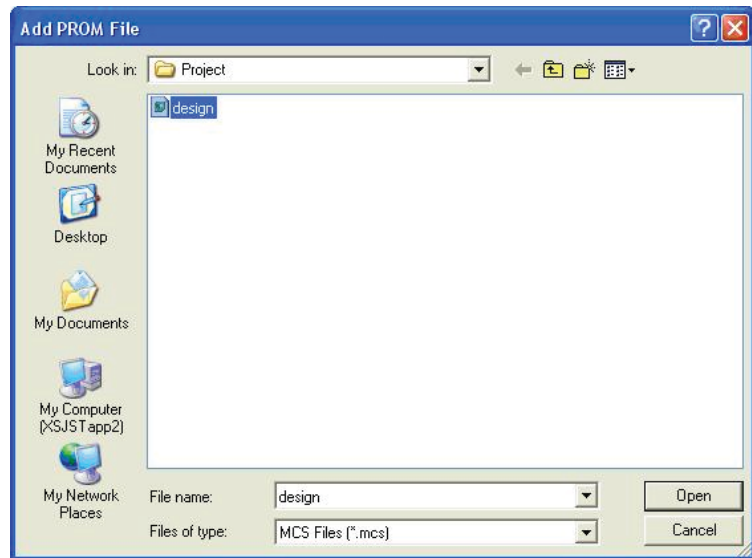 Add PROM File
Look in: Project
design
My Recent
Documents
Desktop
My Documents
My Computer
(XSJSTapp2)
My Network
Places
File name: design Open
Files of type: MCS Files (*.mcs) Cancel